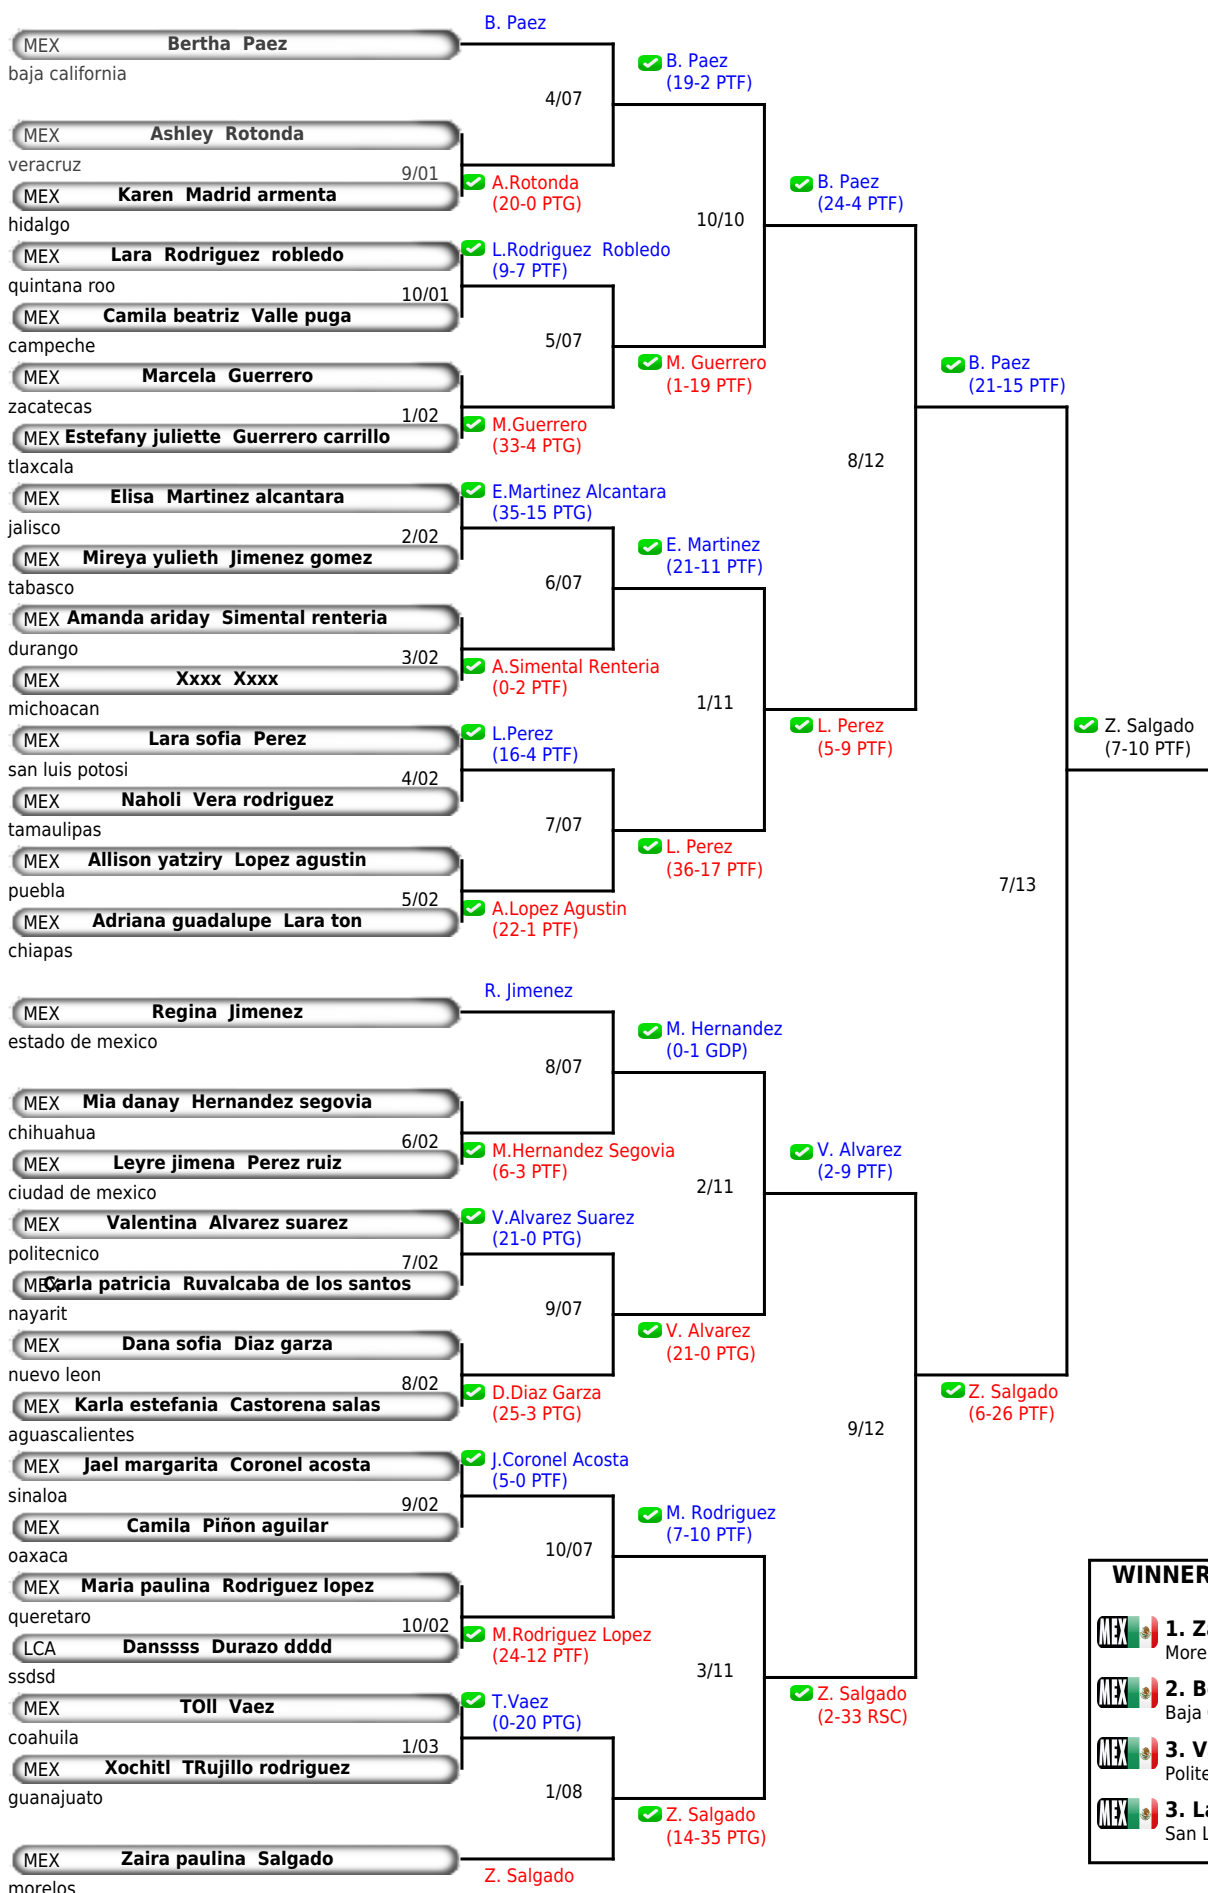 B. Paez
MEX Bertha Paez
baja california
B. Paez
(19-2 PTF)
4/07
MEX Ashley Rotonda
veracruz
9/01
A.Rotonda
(20-0 PTG)
MEX Karen Madrid armenta
hidalgo
B. Paez
(24-4 PTF)
10/10
MEX Lara Rodriguez robledo
quintana roo
L.Rodriguez Robledo
(9-7 PTF)
10/01
MEX Camila beatriz Valle puga
campeche
5/07
M. Guerrero
(1-19 PTF)
B. Paez
(21-15 PTF)
MEX Marcela Guerrero
zacatecas
1/02
M.Guerrero
(33-4 PTG)
MEX Estefany juliette Guerrero carrillo
tlaxcala
8/12
MEX Elisa Martinez alcantara
jalisco
E.Martinez Alcantara
(35-15 PTG)
2/02
MEX Mireya yulieth Jimenez gomez
tabasco
E. Martinez
(21-11 PTF)
6/07
MEX Amanda ariday Simental renteria
durango
3/02
A.Simental Renteria
(0-2 PTF)
MEX Xxxx Xxxx
michoacan
1/11
L. Perez
(5-9 PTF)
Z. Salgado
(7-10 PTF)
MEX Lara sofia Perez
san luis potosi
L.Perez
(16-4 PTF)
4/02
MEX Naholi Vera rodriguez
tamaulipas
7/07
L. Perez
(36-17 PTF)
MEX Allison yatziry Lopez agustin
puebla
5/02
A.Lopez Agustin
(22-1 PTF)
MEX Adriana guadalupe Lara ton
chiapas
7/13
R. Jimenez
MEX Regina Jimenez
estado de mexico
M. Hernandez
(0-1 GDP)
8/07
MEX Mia danay Hernandez segovia
chihuahua
6/02
M.Hernandez Segovia
(6-3 PTF)
MEX Leyre jimena Perez ruiz
ciudad de mexico
V. Alvarez
(2-9 PTF)
2/11
MEX Valentina Alvarez suarez
politecnico
V.Alvarez Suarez
(21-0 PTG)
7/02
MEX Carla patricia Ruvalcaba de los santos
nayarit
9/07
V. Alvarez
(21-0 PTG)
MEX Dana sofia Diaz garza
nuevo leon
8/02
D.Diaz Garza
(25-3 PTG)
MEX Karla estefania Castorena salas
aguascalientes
Z. Salgado
(6-26 PTF)
9/12
MEX Jael margarita Coronel acosta
sinaloa
J.Coronel Acosta
(5-0 PTF)
9/02
MEX Camila Piñon aguilar
oaxaca
M. Rodriguez
(7-10 PTF)
10/07
MEX Maria paulina Rodriguez lopez
queretaro
10/02
M.Rodriguez Lopez
(24-12 PTF)
LCA Danssss Durazo dddd
ssdsd
3/11
Z. Salgado
(2-33 RSC)
MEX TOll Vaez
coahuila
T.Vaez
(0-20 PTG)
1/03
MEX Xochitl TRujillo rodriguez
guanajuato
1/08
Z. Salgado
(14-35 PTG)
MEX Zaira paulina Salgado
morelos
Z. Salgado
WINNER
MEX 1. Za
More
MEX 2. B
Baja
MEX 3. V
Polite
MEX 3. La
San L